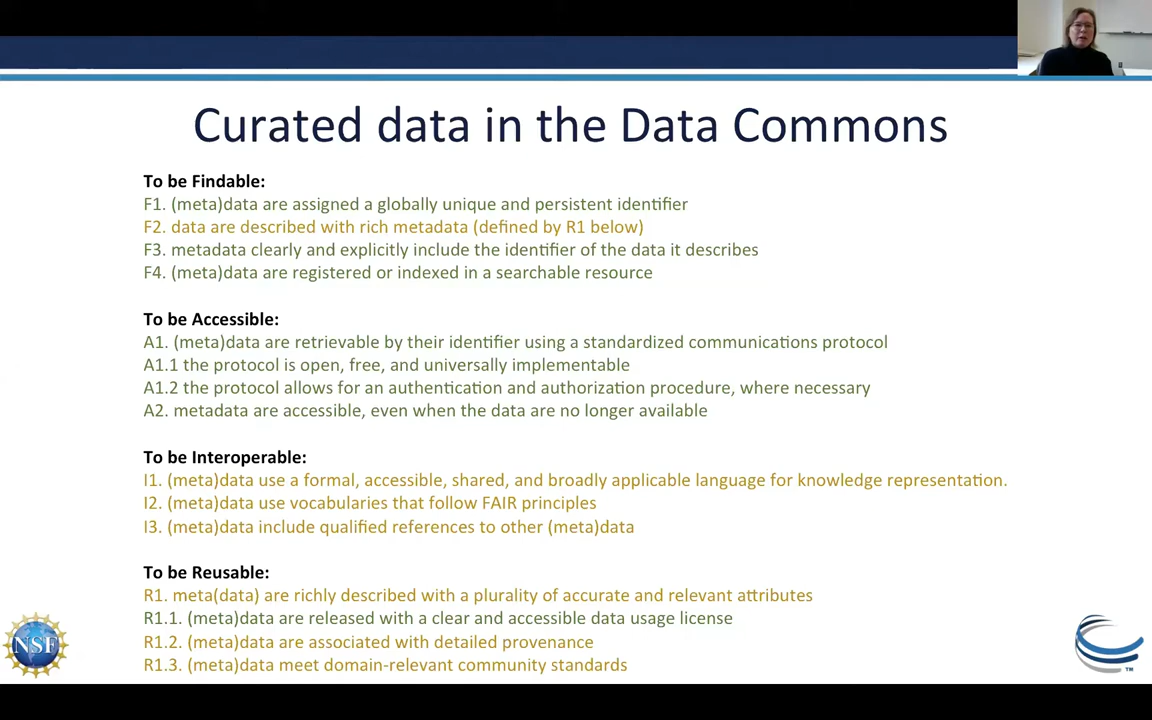 Curated data in the Data Commons
To be Findable:
F1. (meta)data are assigned a globally unique and persistent identifier
F2. data are described with rich metadata (defined by R1 below)
F3. metadata clearly and explicitly include the identifier of the data it describes
F4. (meta)data are registered or indexed in a searchable resource
To be Accessible:
A1. (meta)data are retrievable by their identifier using a standardized communications protocol
A1.1 the protocol is open, free, and universally implementable
A1.2 the protocol allows for an authentication and authorization procedure, where necessary
A2. metadata are accessible, even when the data are no longer available
To be Interoperable:
I1. (meta)data use a formal, accessible, shared, and broadly applicable language for knowledge representation.
I2. (meta)data use vocabularies that follow FAIR principles
I3. (meta)data include qualified references to other (meta)data
To be Reusable:
R1. meta(data) are richly described with a plurality of accurate and relevant attributes
R1.1. (meta)data are released with a clear and accessible data usage license
R1.2. (meta)data are associated with detailed provenance
R1.3. (meta)data meet domain-relevant community standards
NSF
TM